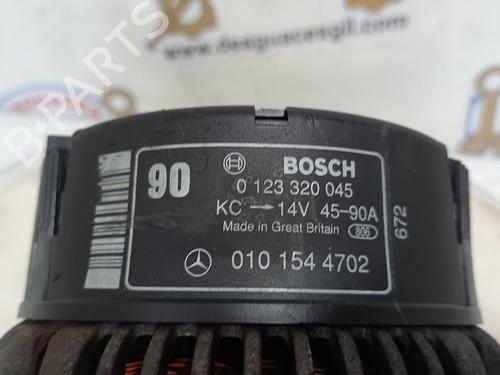 www.desguacesgil.com
B-PARTS
90
BOSCH
0 123 320 045
KC → 14V 45-90A
Made in Great Britain 806
672
010 154 4702